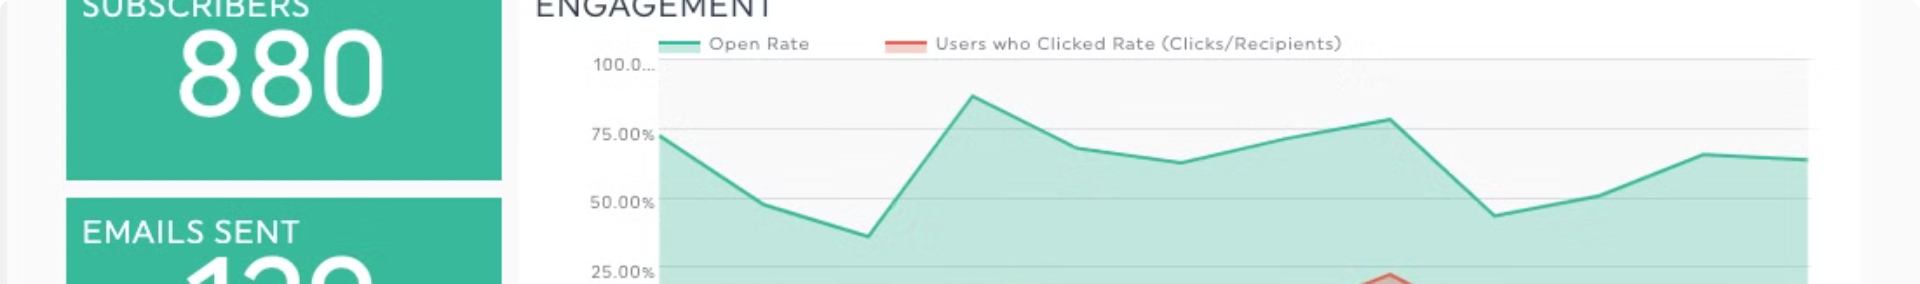 SUBSCRIBERS
880
EMAILS SENT
ENGAGEMENT
Open Rate
Users who Clicked Rate (Clicks/Recipients)
100.0...
75.00%
50.00%
25.00%